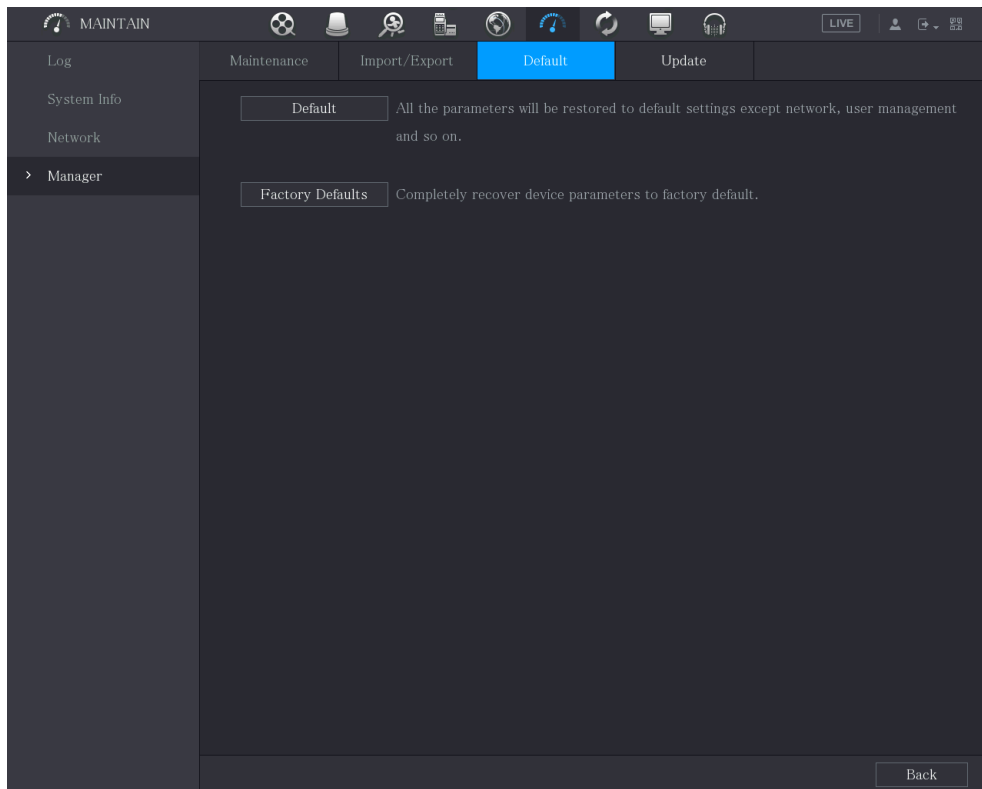 MAINTAIN
LIVE
Log
System Info
Network
Manager
Maintenance
Import/Export
Default
Update
Default
All the parameters will be restored to default settings except network, user management
and so on.
Factory Defaults
Completely recover device parameters to factory default.
Back